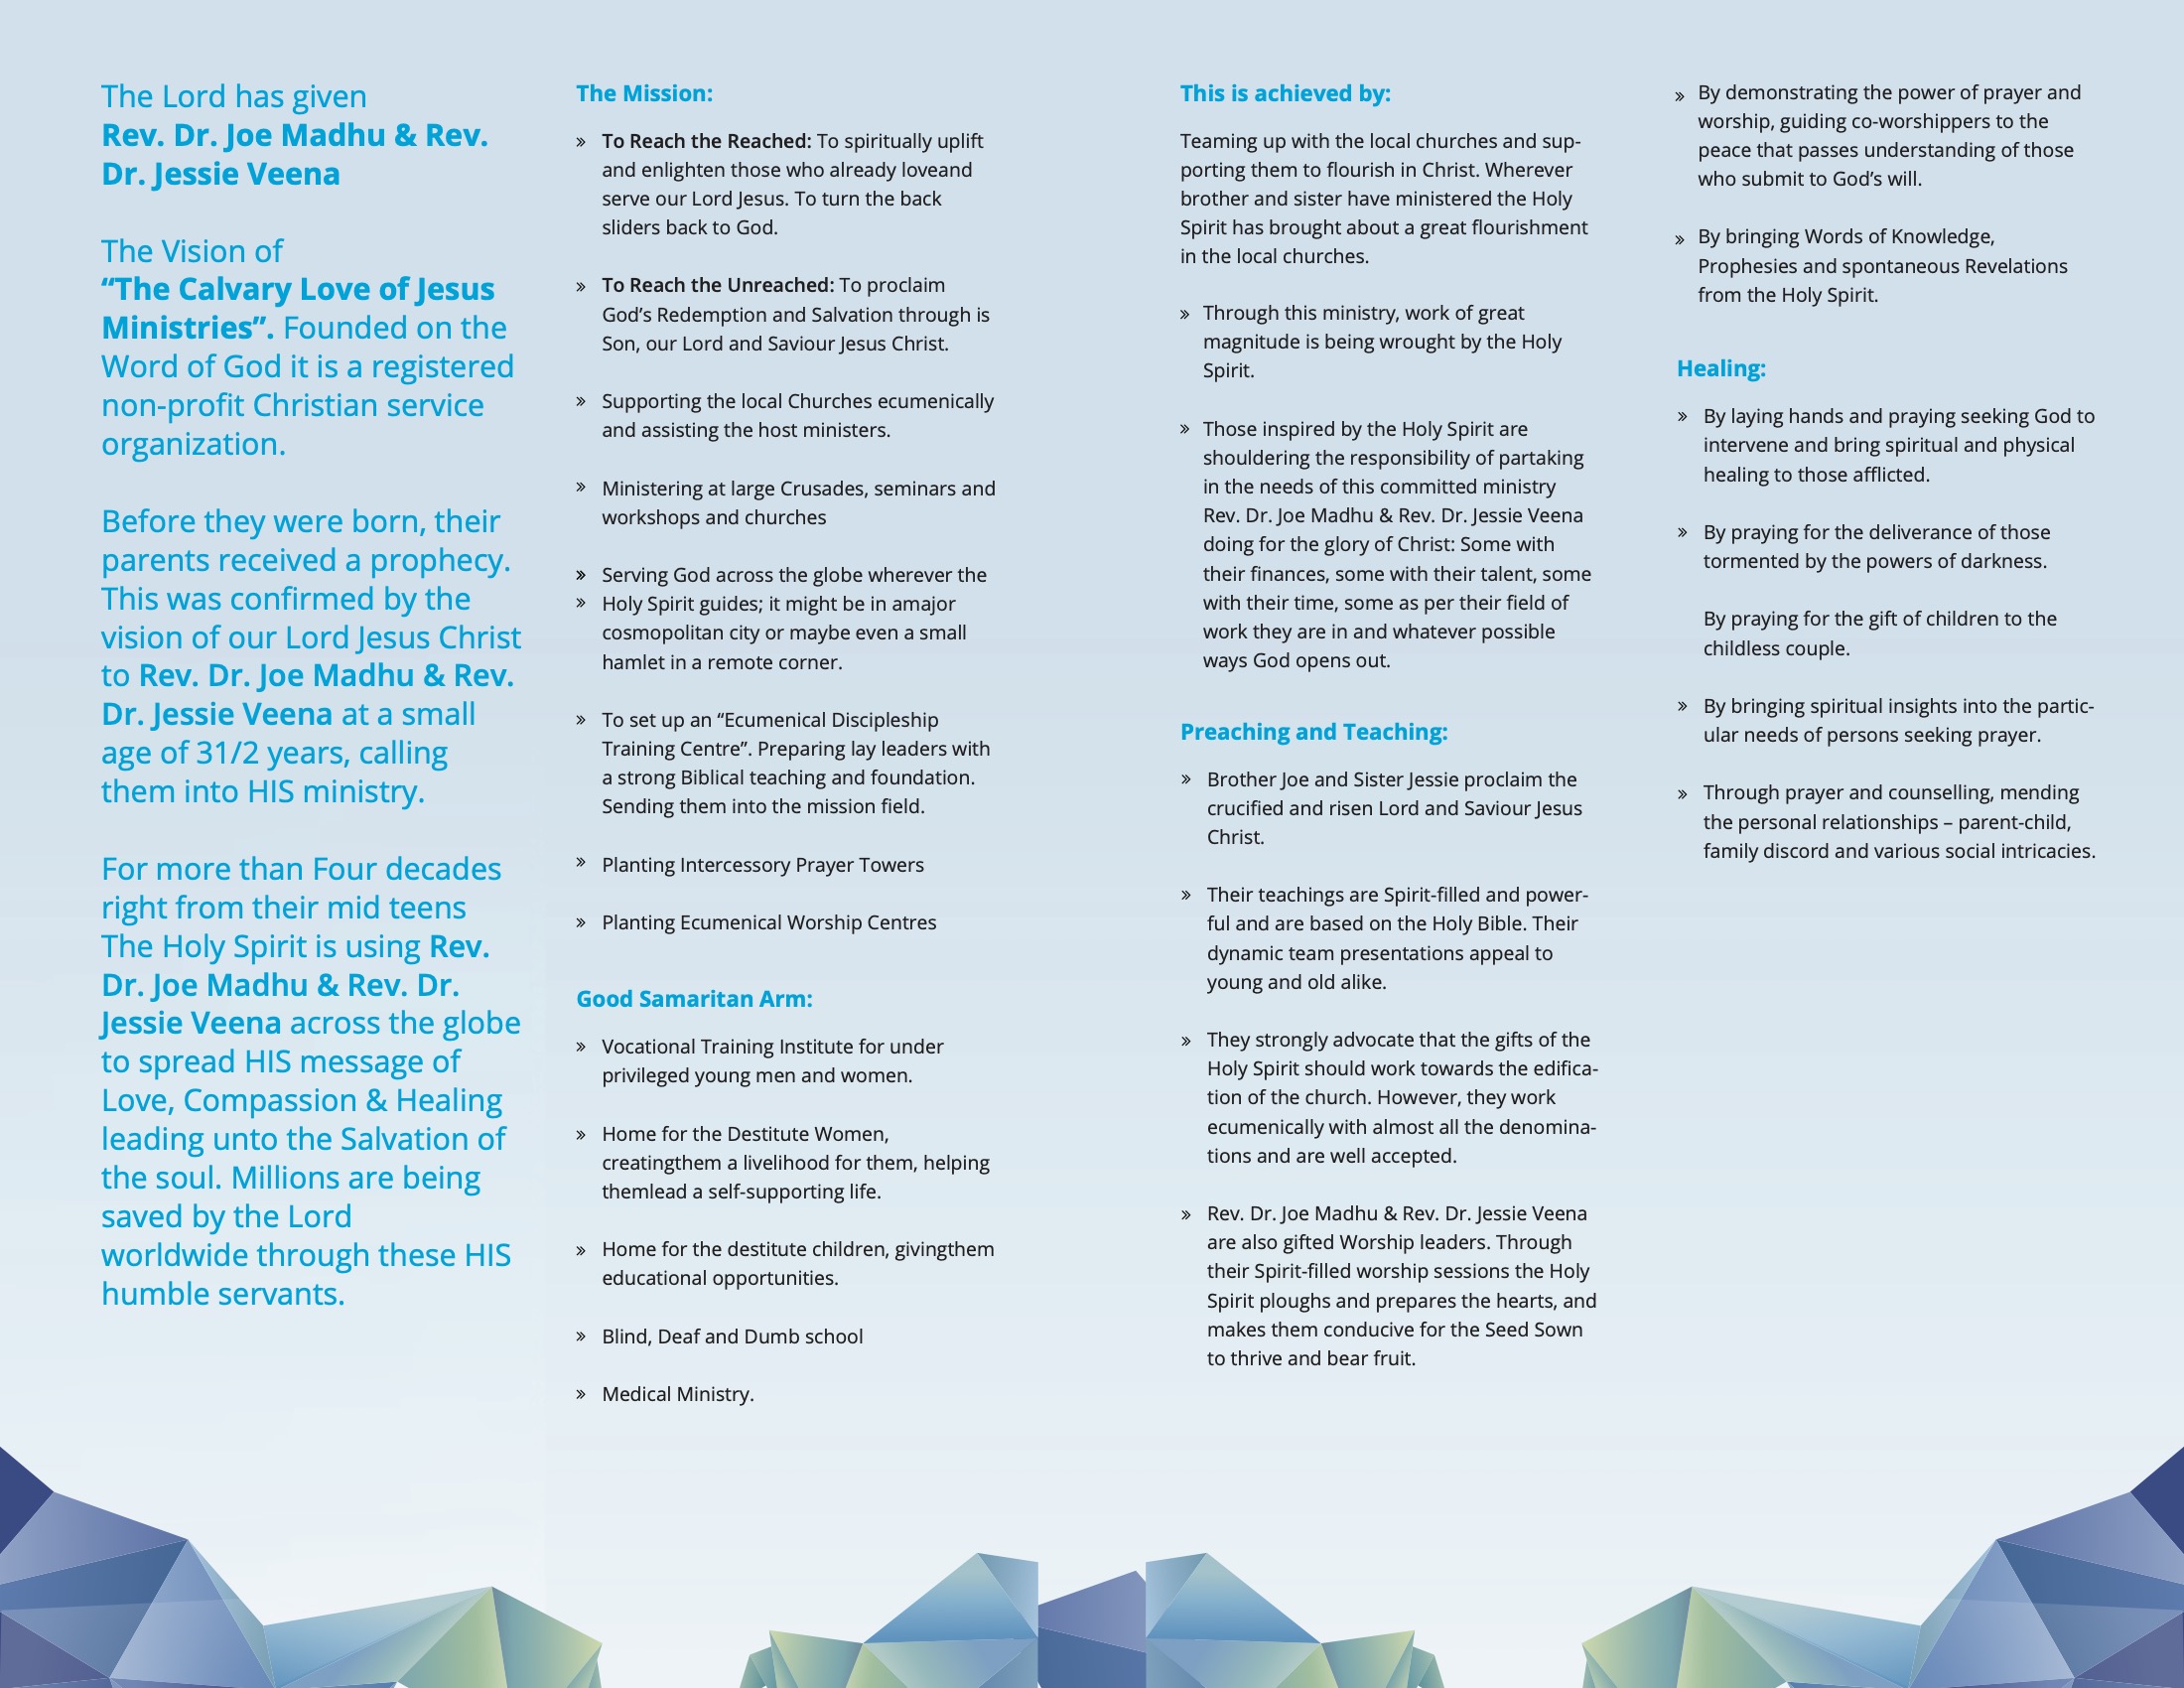 The Lord has given
Rev. Dr. Joe Madhu & Rev.
Dr. Jessie Veena
The Vision of
“The Calvary Love of Jesus
Ministries”. Founded on the
Word of God it is a registered
non-profit Christian service
organization.
Before they were born, their
parents received a prophecy.
This was confirmed by the
vision of our Lord Jesus Christ
to Rev. Dr. Joe Madhu & Rev.
Dr. Jessie Veena at a small
age of 31/2 years, calling
them into HIS ministry.
For more than Four decades
right from their mid teens
The Holy Spirit is using Rev.
Dr. Joe Madhu & Rev. Dr.
Jessie Veena across the globe
to spread HIS message of
Love, Compassion & Healing
leading unto the Salvation of
the soul. Millions are being
saved by the Lord
worldwide through these HIS
humble servants.
The Mission:
» To Reach the Reached: To spiritually uplift
and enlighten those who already loveand
serve our Lord Jesus. To turn the back
sliders back to God.
» To Reach the Unreached: To proclaim
God’s Redemption and Salvation through is
Son, our Lord and Saviour Jesus Christ.
» Supporting the local Churches ecumenically
and assisting the host ministers.
» Ministering at large Crusades, seminars and
workshops and churches
» Serving God across the globe wherever the
» Holy Spirit guides; it might be in amajor
cosmopolitan city or maybe even a small
hamlet in a remote corner.
» To set up an “Ecumenical Discipleship
Training Centre”. Preparing lay leaders with
a strong Biblical teaching and foundation.
Sending them into the mission field.
» Planting Intercessory Prayer Towers
» Planting Ecumenical Worship Centres
Good Samaritan Arm:
» Vocational Training Institute for under
privileged young men and women.
» Home for the Destitute Women,
creatingthem a livelihood for them, helping
themlead a self-supporting life.
» Home for the destitute children, givingthem
educational opportunities.
» Blind, Deaf and Dumb school
» Medical Ministry.
This is achieved by:
Teaming up with the local churches and sup-
porting them to flourish in Christ. Wherever
brother and sister have ministered the Holy
Spirit has brought about a great flourishment
in the local churches.
» Through this ministry, work of great
magnitude is being wrought by the Holy
Spirit.
» Those inspired by the Holy Spirit are
shouldering the responsibility of partaking
in the needs of this committed ministry
Rev. Dr. Joe Madhu & Rev. Dr. Jessie Veena
doing for the glory of Christ: Some with
their finances, some with their talent, some
with their time, some as per their field of
work they are in and whatever possible
ways God opens out.
Preaching and Teaching:
» Brother Joe and Sister Jessie proclaim the
crucified and risen Lord and Saviour Jesus
Christ.
» Their teachings are Spirit-filled and power-
ful and are based on the Holy Bible. Their
dynamic team presentations appeal to
young and old alike.
» They strongly advocate that the gifts of the
Holy Spirit should work towards the edifica-
tion of the church. However, they work
ecumenically with almost all the denomina-
tions and are well accepted.
» Rev. Dr. Joe Madhu & Rev. Dr. Jessie Veena
are also gifted Worship leaders. Through
their Spirit-filled worship sessions the Holy
Spirit ploughs and prepares the hearts, and
makes them conducive for the Seed Sown
to thrive and bear fruit.
» By demonstrating the power of prayer and
worship, guiding co-worshippers to the
peace that passes understanding of those
who submit to God’s will.
» By bringing Words of Knowledge,
Prophesies and spontaneous Revelations
from the Holy Spirit.
Healing:
» By laying hands and praying seeking God to
intervene and bring spiritual and physical
healing to those afflicted.
» By praying for the deliverance of those
tormented by the powers of darkness.
By praying for the gift of children to the
childless couple.
» By bringing spiritual insights into the partic-
ular needs of persons seeking prayer.
» Through prayer and counselling, mending
the personal relationships – parent-child,
family discord and various social intricacies.